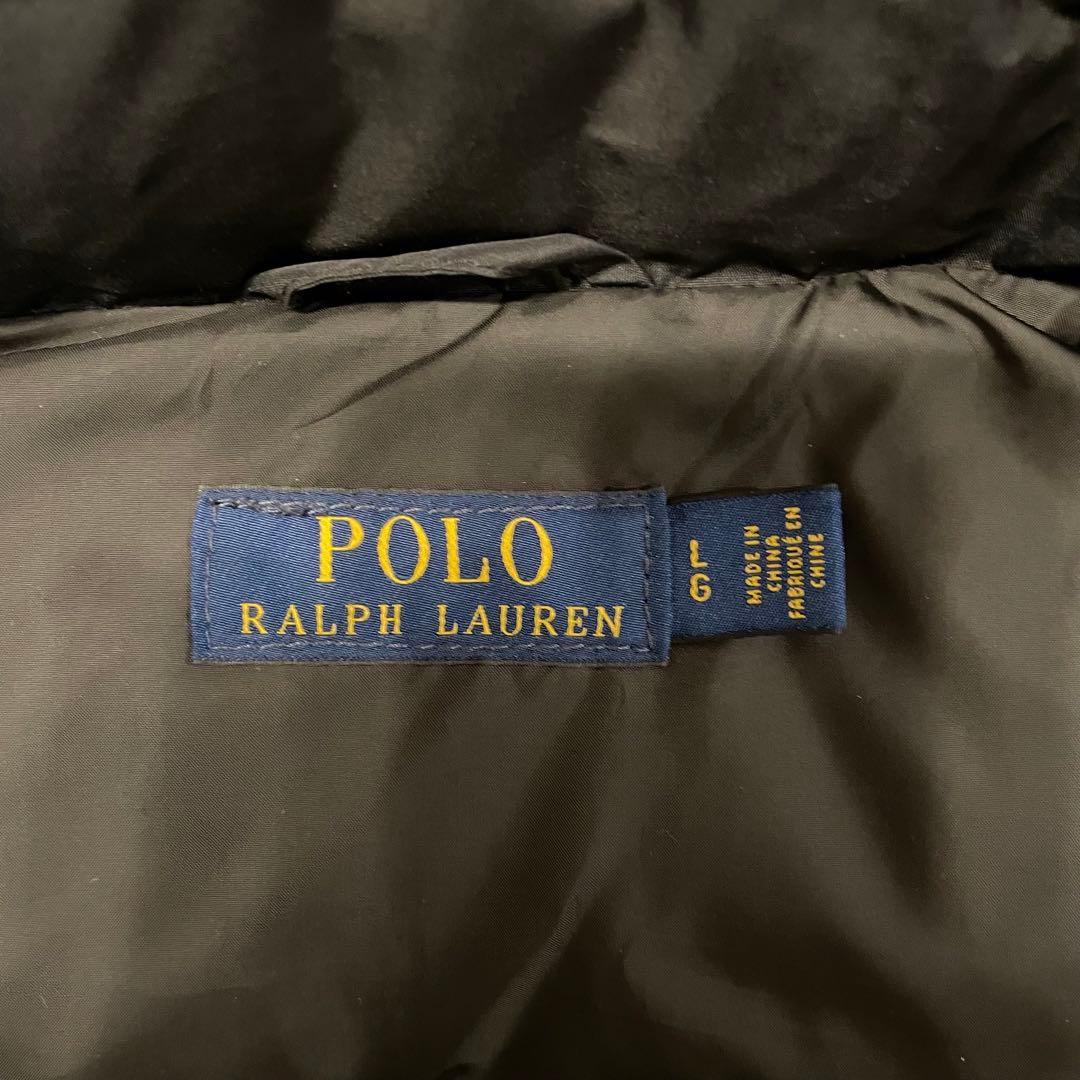 POLO
RALPH LAUREN
L
G
MADE IN
CHINA
FABRIQUÉ EN
CHINE